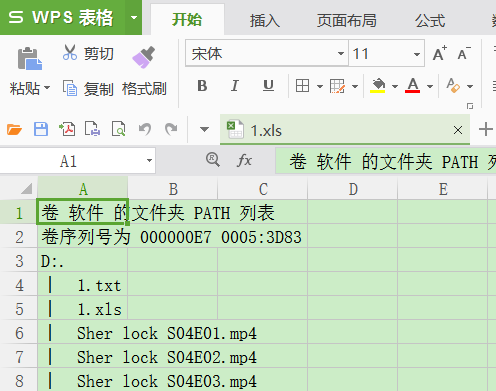 S WPS 表格
开始 插入 页面布局 公式 视
粘贴 剪切 复制 格式刷
宋体 11 A+ A-
B I U A
1.xls ×
A1 fx 卷 软件 的文件夹 PATH 列
A B C D E
1 卷 软件 的文件夹 PATH 列表
2 卷序列号为 000000E7 0005:3D83
3 D:.
4 │ 1.txt
5 │ 1.xls
6 │ Sher lock S04E01.mp4
7 │ Sher lock S04E02.mp4
8 │ Sher lock S04E03.mp4